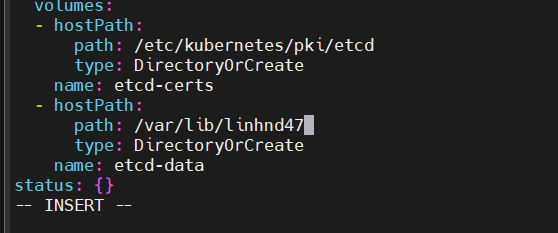 volumes:
- hostPath:
path: /etc/kubernetes/pki/etcd
type: DirectoryOrCreate
name: etcd-certs
- hostPath:
path: /var/lib/linhnd47
type: DirectoryOrCreate
name: etcd-data
status: {}
-- INSERT --